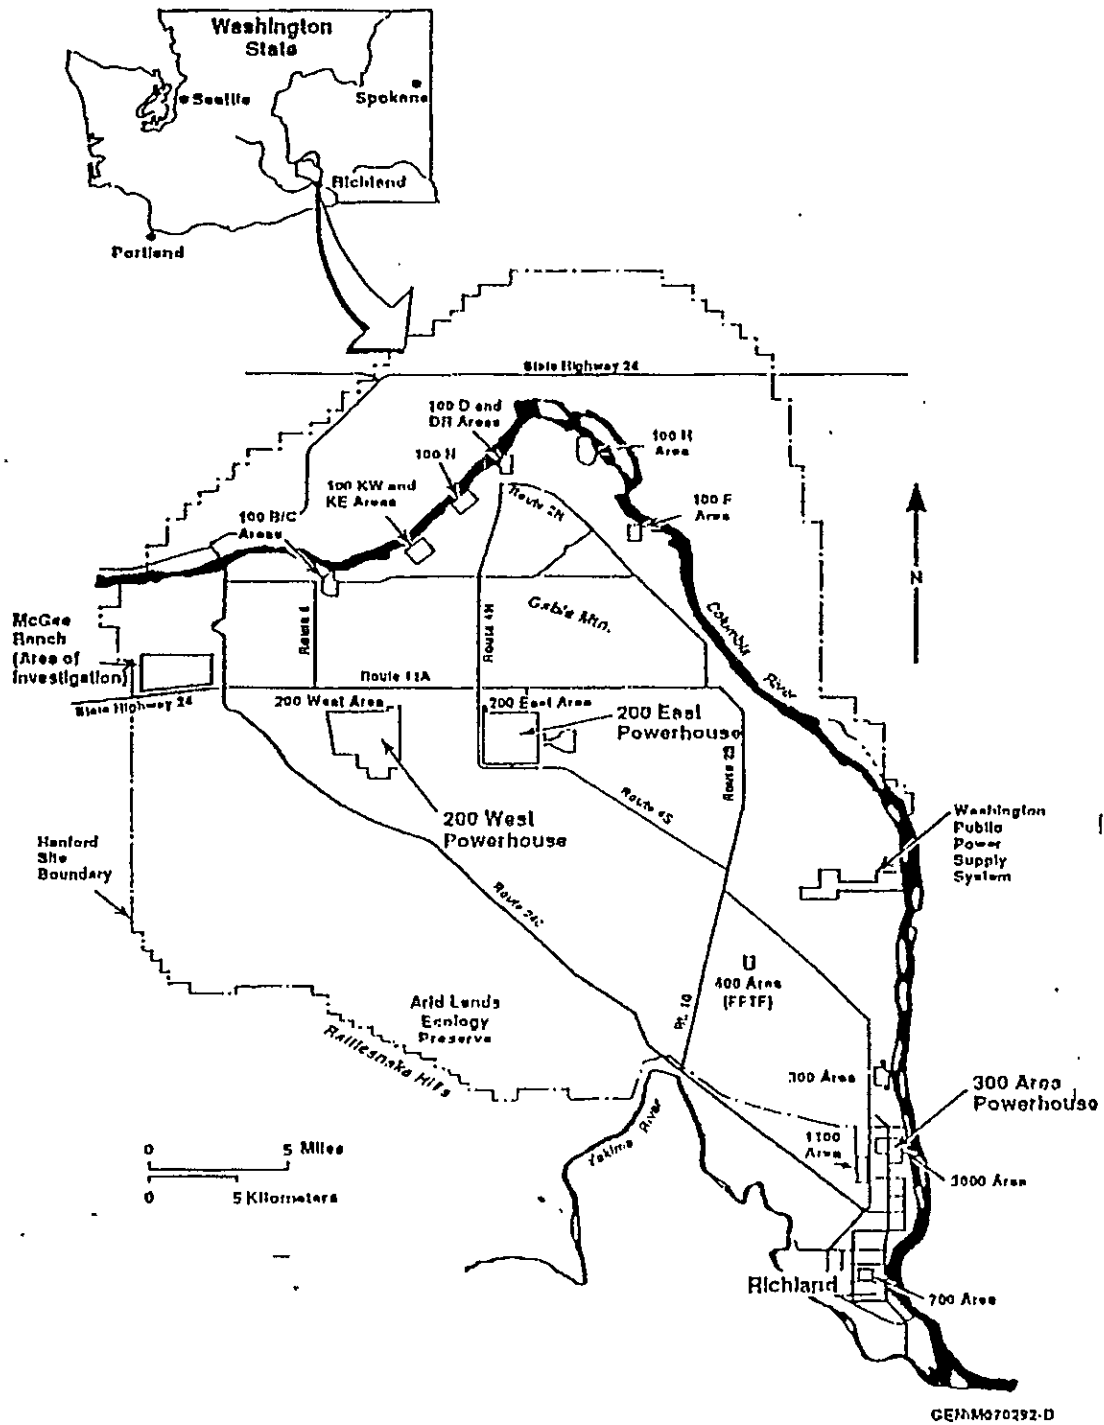 Washington
State
Seattle
Spokane
Richland
Portland
State Highway 24
100 D and
DR Areas
100 H
Area
100 N
100 KW and
KE Areas
Route 2N
100 F
Area
100 B/C
Areas
N
McGee
Ranch
(Area of
Investigation)
Route 6
Route 4N
Gable Mtn.
Columbia
River
Route 11A
State Highway 24
200 West Area
200 East Area
200 East
Powerhouse
Route 2S
Route 4S
200 West
Powerhouse
Washington
Public
Power
Supply
System
Hanford
Site
Boundary
Route 240
400 Area
(FFTF)
Rt. 10
Arid Lands
Ecology
Preserve
Rattlesnake Hills
300 Area
300 Area
Powerhouse
Yakima River
1100
Area
3000 Area
0 5 Miles
0 5 Kilometers
Richland
700 Area
GEN\M070292-D